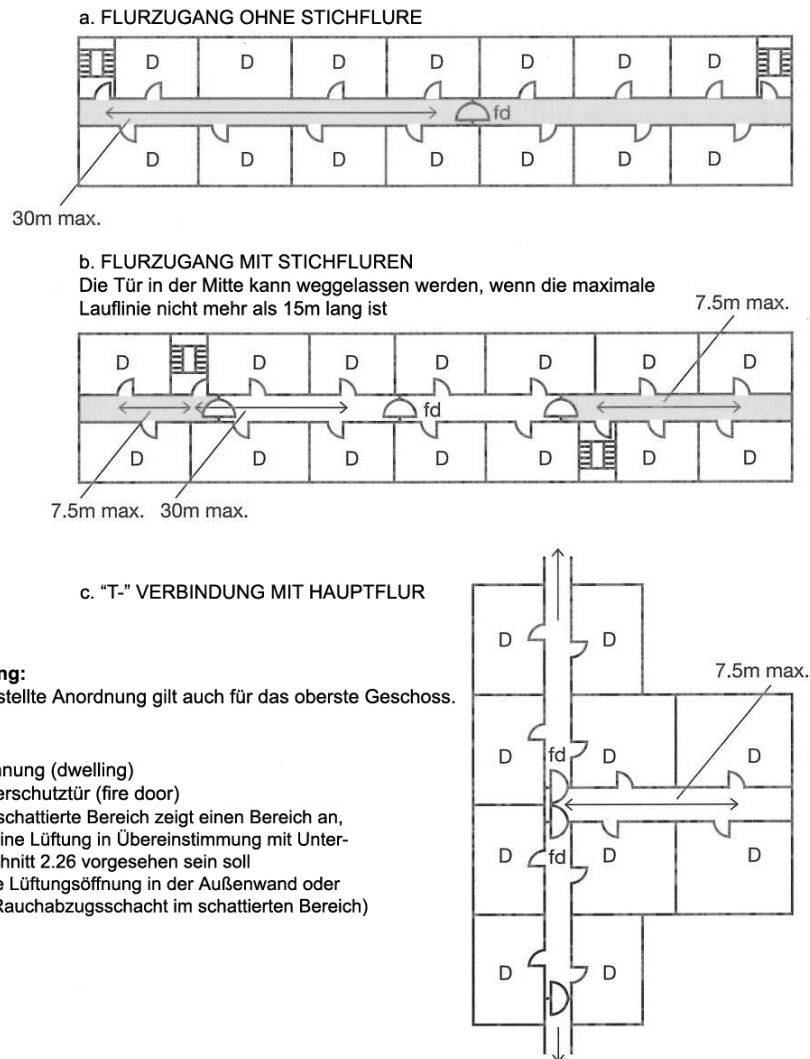 a. FLURZUGANG OHNE STICHFLURE
D D D D D D D
fd
D D D D D D D
30m max.
b. FLURZUGANG MIT STICHFLUREN
Die Tür in der Mitte kann weggelassen werden, wenn die maximale
Lauflinie nicht mehr als 15m lang ist
7.5m max.
D D D D D D D
fd
D D D D D D D
7.5m max. 30m max.
c. “T-” VERBINDUNG MIT HAUPTFLUR
D D
7.5m max.
D fd D D
D fd D D
D D
ng:
stellte Anordnung gilt auch für das oberste Geschoss.
nnung (dwelling)
erschutztür (fire door)
schattierte Bereich zeigt einen Bereich an,
ine Lüftung in Übereinstimmung mit Unter-
hnitt 2.26 vorgesehen sein soll
e Lüftungsöffnung in der Außenwand oder
Rauchabzugsschacht im schattierten Bereich)